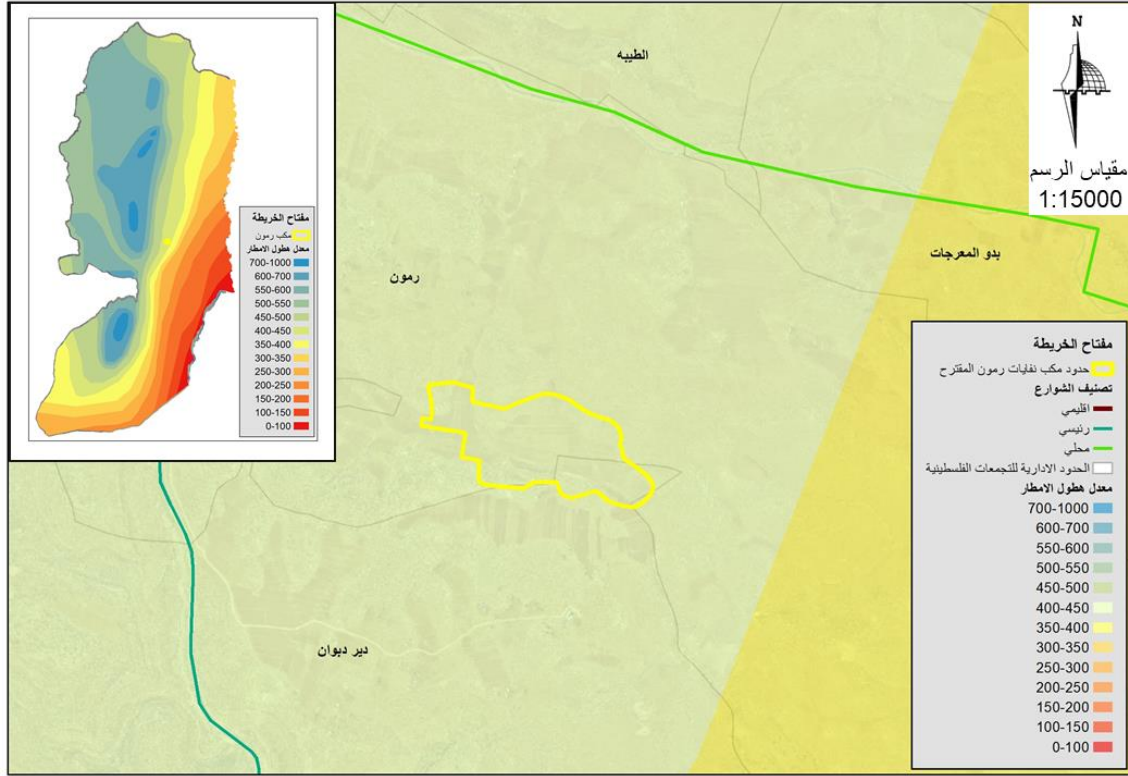 مفتاح الخريطة
مكب رمون
معدل هطول الامطار
700-1000
600-700
550-600
500-550
450-500
400-450
350-400
300-350
250-300
200-250
150-200
100-150
0-100
الطيبه
N
مقياس الرسم
1:15000
بدو المعرجات
رمون
دير دبوان
مفتاح الخريطة
حدود مكب نفايات رمون المقترح
تصنيف الشوارع
اقليمي
رئيسي
محلي
الحدود الادارية للتجمعات الفلسطينية
معدل هطول الامطار
700-1000
600-700
550-600
500-550
450-500
400-450
350-400
300-350
250-300
200-250
150-200
100-150
0-100